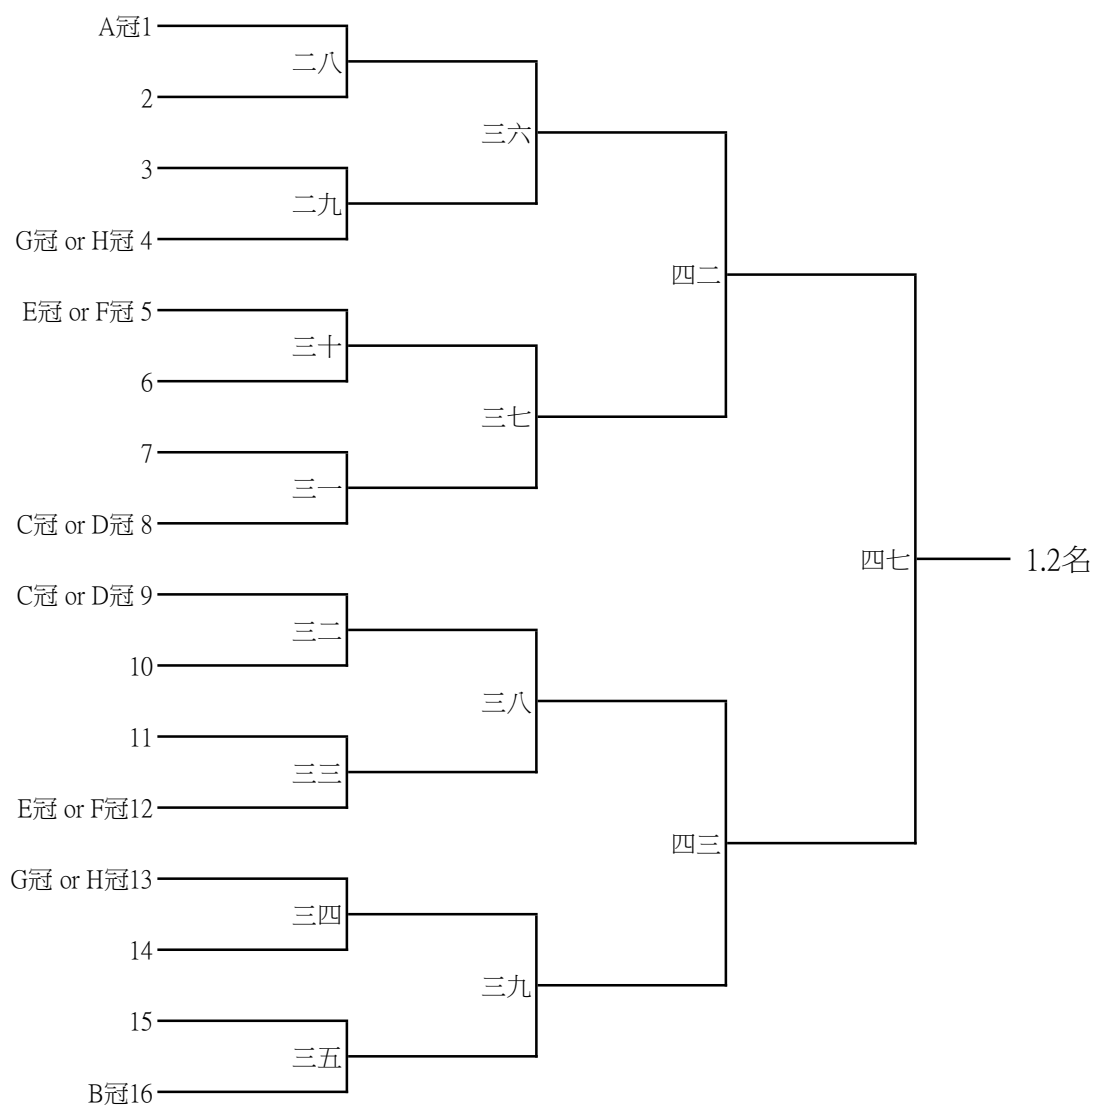 A冠1
二八
2
三六
3
二九
G冠 or H冠 4
四二
E冠 or F冠 5
三十
6
三七
7
三一
C冠 or D冠 8
四七
1.2名
C冠 or D冠 9
三二
10
三八
11
三三
E冠 or F冠12
四三
G冠 or H冠13
三四
14
三九
15
三五
B冠16